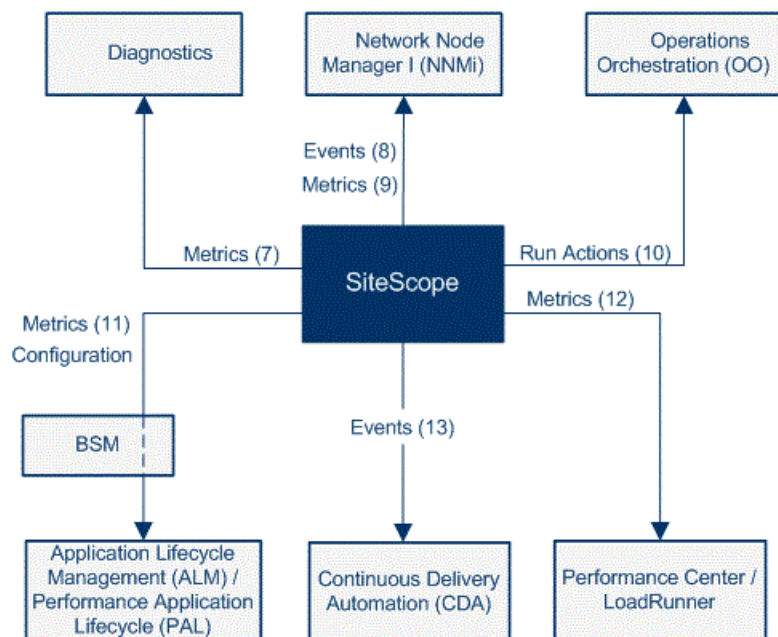 Diagnostics
Network Node
Manager I (NNMi)
Operations
Orchestration (OO)
Events (8)
Metrics (9)
Metrics (7)
SiteScope
Run Actions (10)
Metrics (11)
Configuration
Metrics (12)
BSM
Events (13)
Application Lifecycle
Management (ALM) /
Performance Application
Lifecycle (PAL)
Continuous Delivery
Automation (CDA)
Performance Center /
LoadRunner